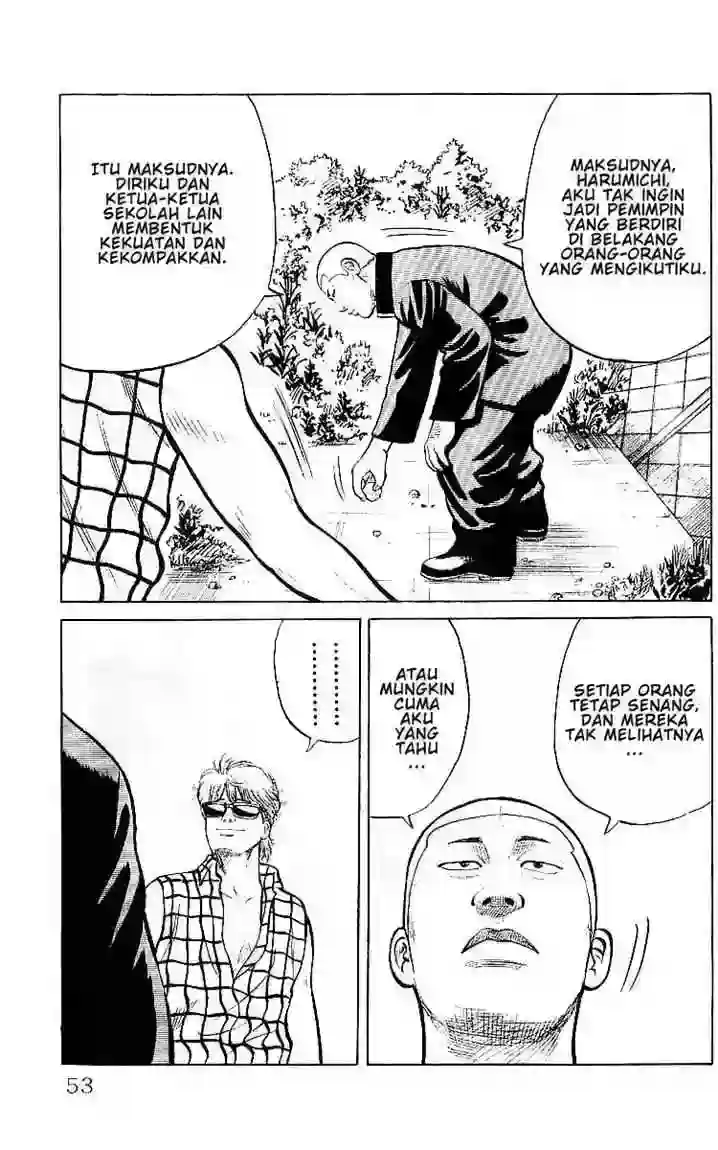 MAKSUDNYA,
HARUMICHI,
AKU TAK INGIN
JADI PEMIMPIN
YANG BERDIRI
DI BELAKANG
ORANG-ORANG
YANG MENGIKUTIKU.
ITU MAKSUDNYA.
DIRIKU DAN
KETUA-KETUA
SEKOLAH LAIN
MEMBENTUK
KEKUATAN DAN
KEKOMPAKKAN.
SETIAP ORANG
TETAP SENANG,
DAN MEREKA
TAK MELIHATNYA
...
ATAU
MUNGKIN
CUMA
AKU
YANG
TAHU
...
53